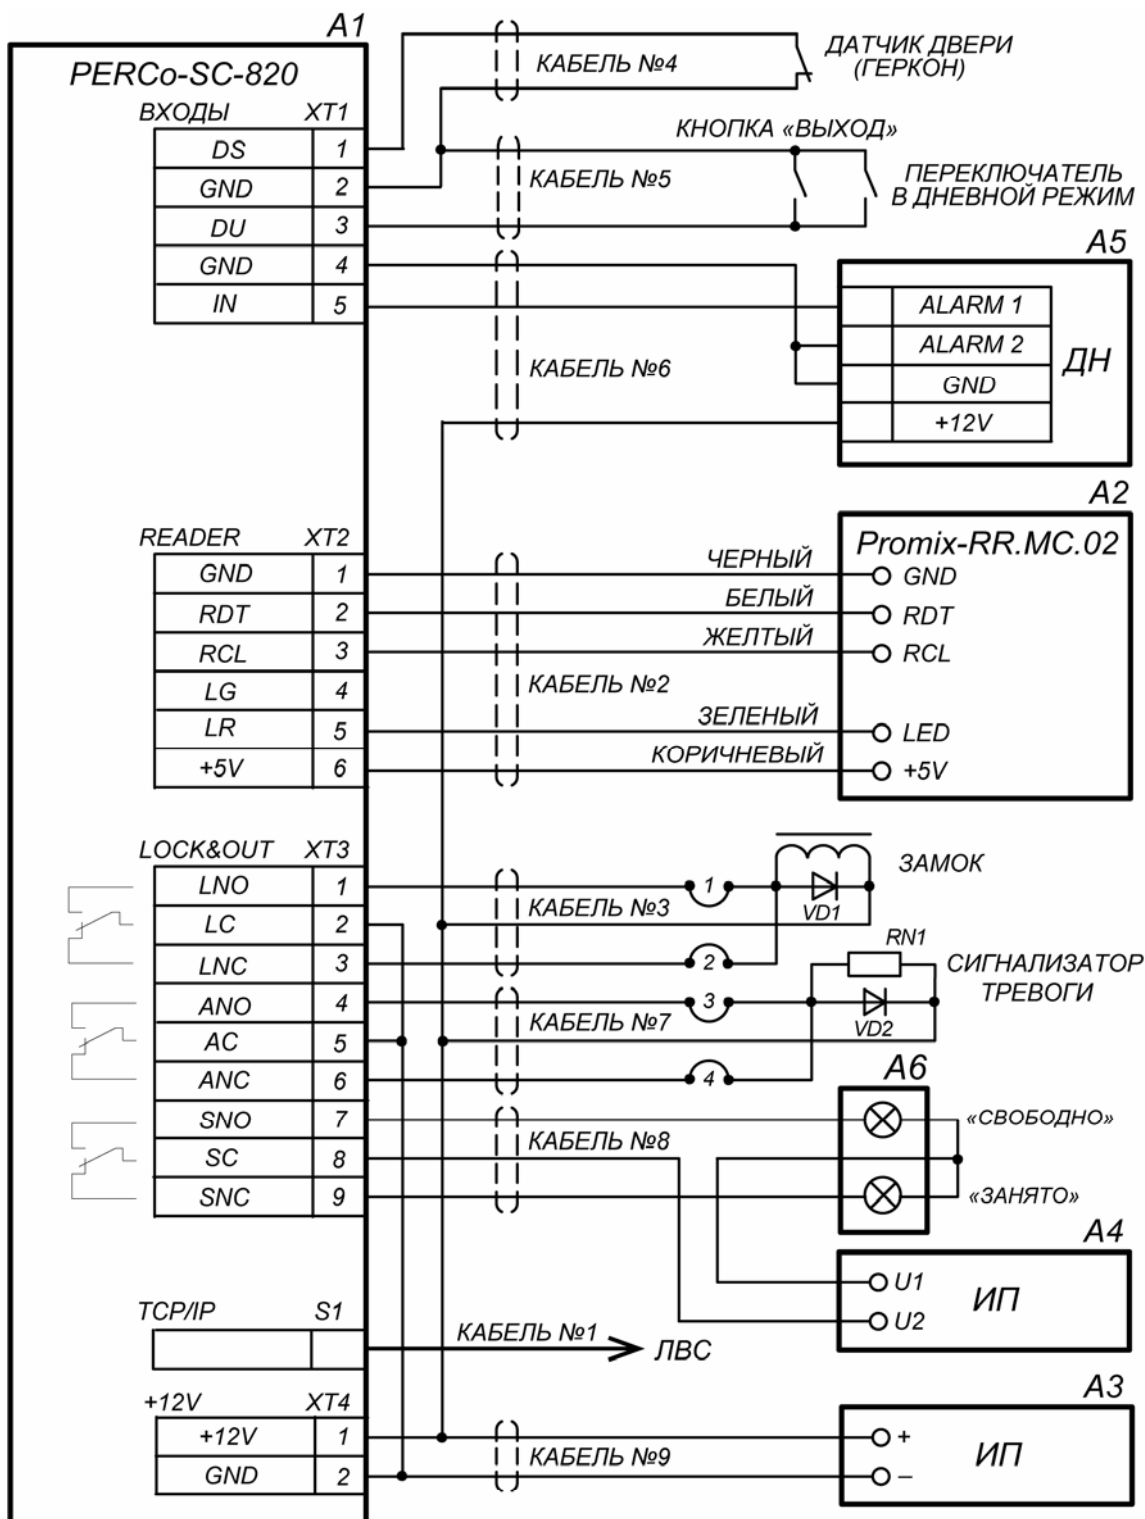 A1
PERCo-SC-820
ВХОДЫ XT1
DS 1
GND 2
DU 3
GND 4
IN 5
КАБЕЛЬ №4
ДАТЧИК ДВЕРИ
(ГЕРКОН)
КНОПКА «ВЫХОД»
КАБЕЛЬ №5
ПЕРЕКЛЮЧАТЕЛЬ
В ДНЕВНОЙ РЕЖИМ
A5
ALARM 1
ALARM 2
GND
+12V
ДН
КАБЕЛЬ №6
A2
READER XT2
GND 1
RDT 2
RCL 3
LG 4
LR 5
+5V 6
ЧЕРНЫЙ
БЕЛЫЙ
ЖЕЛТЫЙ
КАБЕЛЬ №2
ЗЕЛЕНЫЙ
КОРИЧНЕВЫЙ
Promix-RR.MC.02
GND
RDT
RCL
LED
+5V
LOCK&OUT XT3
LNO 1
LC 2
LNC 3
ANO 4
AC 5
ANC 6
SNO 7
SC 8
SNC 9
1
КАБЕЛЬ №3
2
VD1
ЗАМОК
RN1
3
КАБЕЛЬ №7
4
VD2
СИГНАЛИЗАТОР
ТРЕВОГИ
A6
«СВОБОДНО»
КАБЕЛЬ №8
«ЗАНЯТО»
A4
U1
U2
ИП
TCP/IP S1
КАБЕЛЬ №1
ЛВС
A3
+12V XT4
+12V 1
GND 2
КАБЕЛЬ №9
+
–
ИП